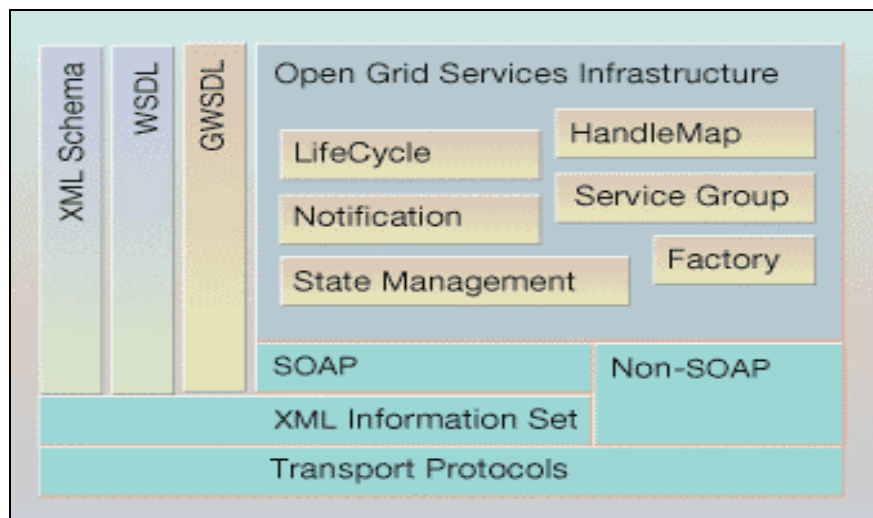 XML Schema
WSDL
GWSDL
Open Grid Services Infrastructure
LifeCycle
HandleMap
Notification
Service Group
State Management
Factory
SOAP
Non-SOAP
XML Information Set
Transport Protocols